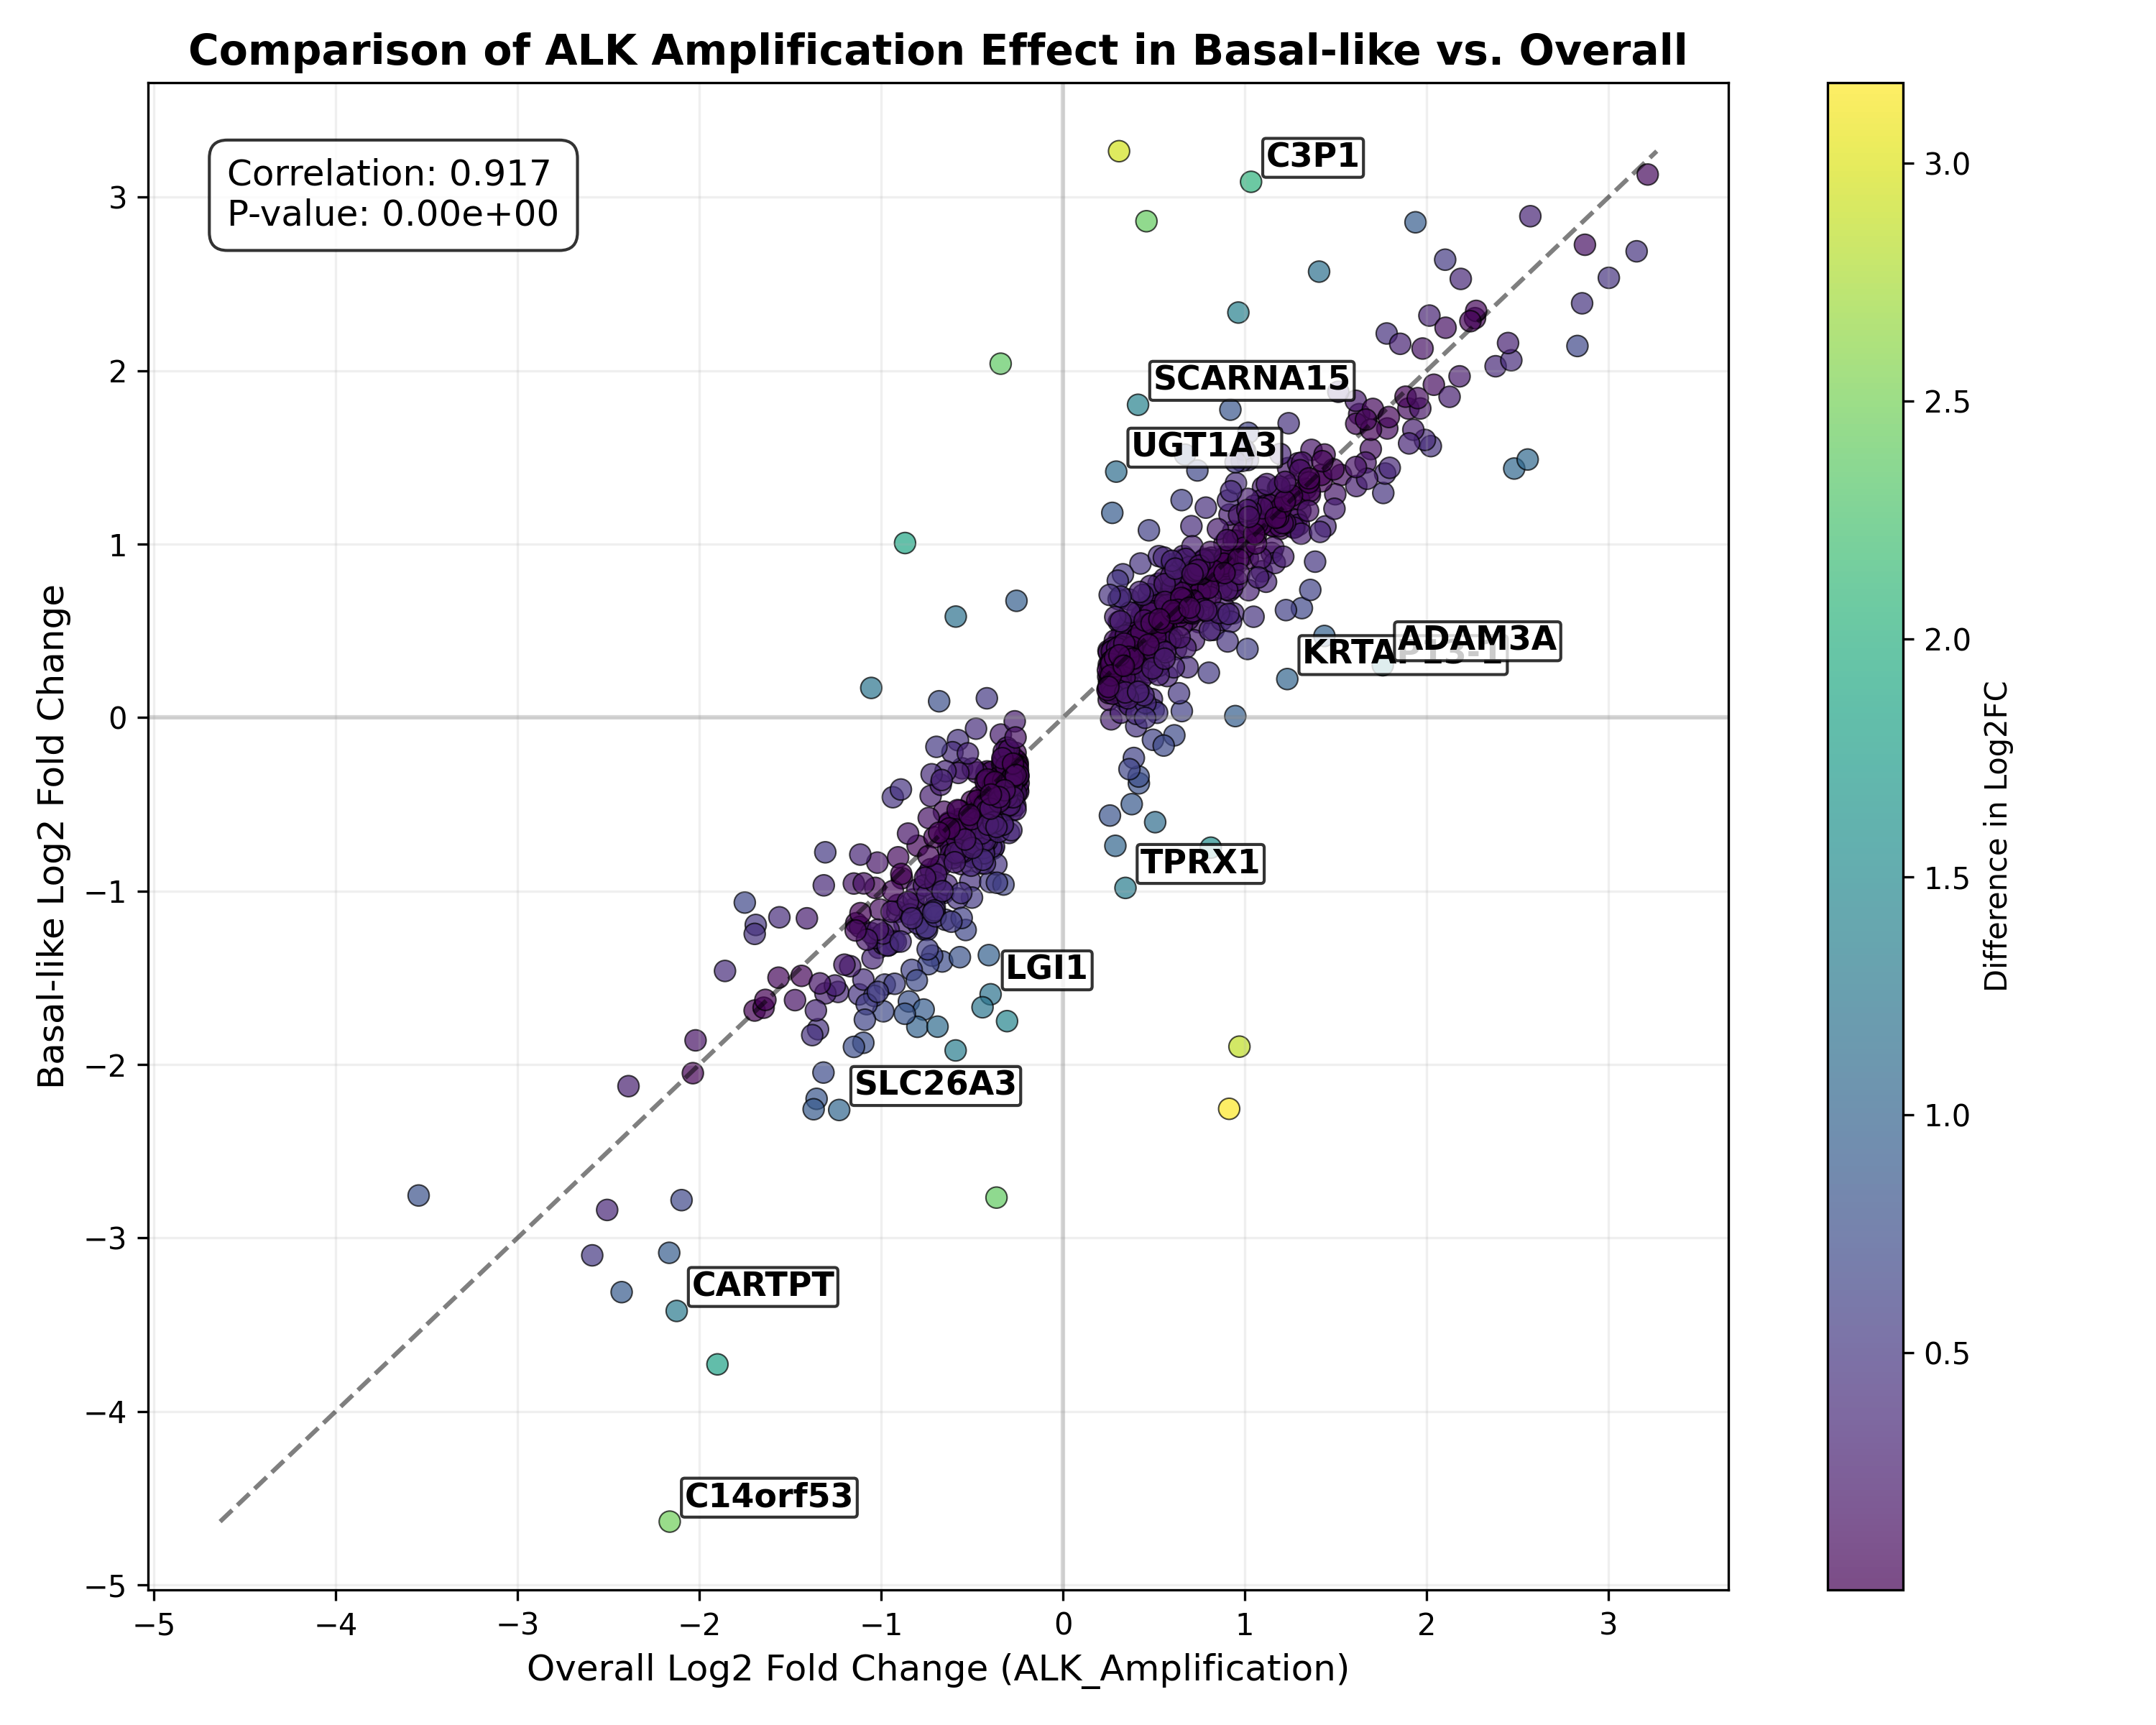 Comparison of ALK Amplification Effect in Basal-like vs. Overall
Correlation: 0.917
P-value: 0.00e+00
C3P1
SCARNA15
UGT1A3
ADAM3A
KRTAP13-1
TPRX1
LGI1
SLC26A3
CARTPT
C14orf53
3
2
1
0
−1
−2
−3
−4
−5
Basal-like Log2 Fold Change
−5
−4
−3
−2
−1
0
1
2
3
Overall Log2 Fold Change (ALK_Amplification)
3.0
2.5
2.0
1.5
1.0
0.5
Difference in Log2FC